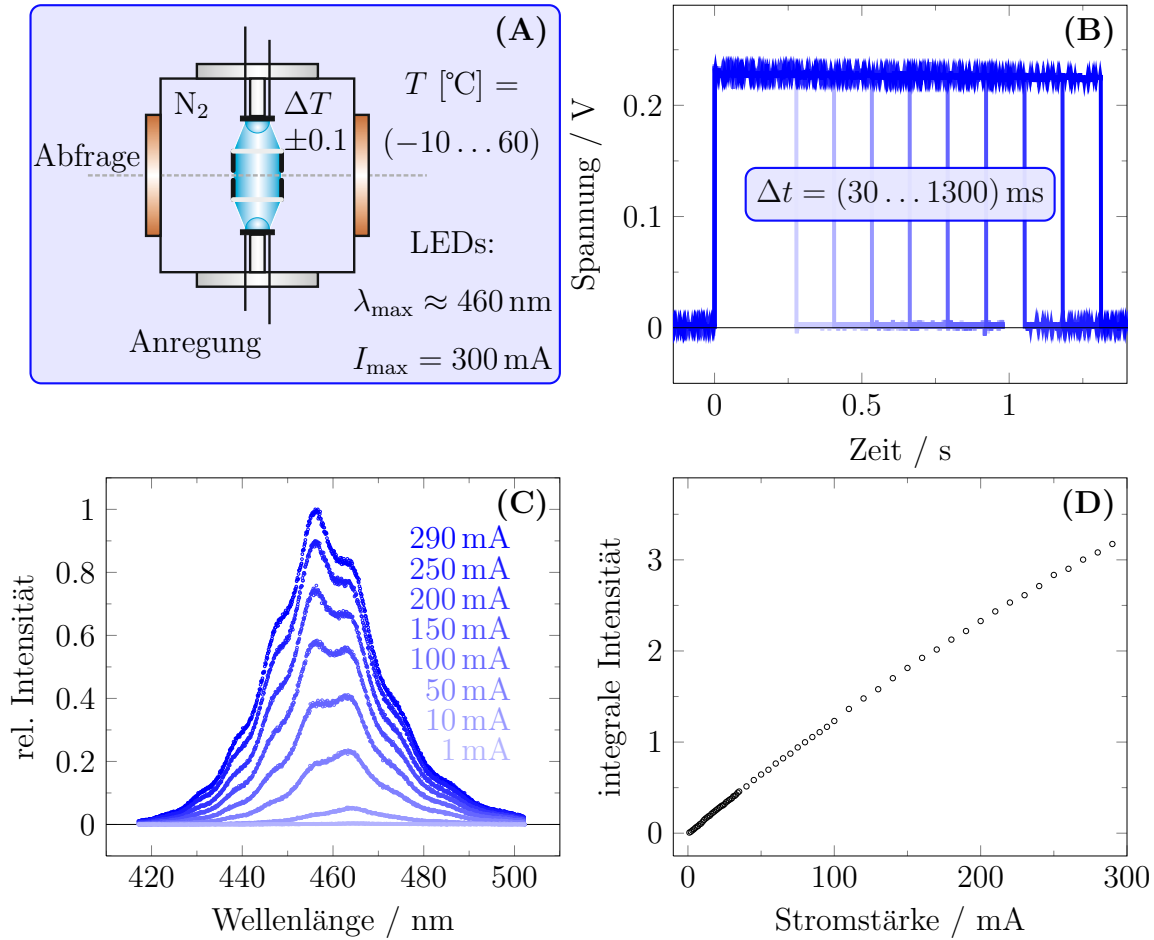 (A)
N₂
ΔT
±0.1
T [°C] =
(−10 … 60)
Abfrage
LEDs:
λmax ≈ 460 nm
Anregung
Imax = 300 mA
(B)
Spannung / V
0.2
0.1
0
Δt = (30 … 1300) ms
0
0.5
1
Zeit / s
(C)
rel. Intensität
1
0.8
0.6
0.4
0.2
0
290 mA
250 mA
200 mA
150 mA
100 mA
50 mA
10 mA
1 mA
420
440
460
480
500
Wellenlänge / nm
(D)
integrale Intensität
3
2
1
0
0
100
200
300
Stromstärke / mA